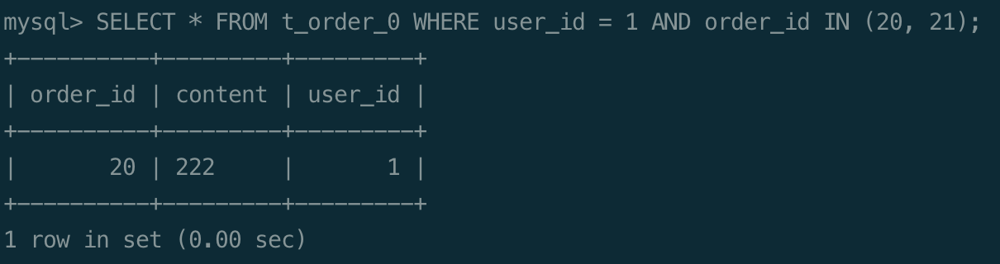 mysql> SELECT * FROM t_order_0 WHERE user_id = 1 AND order_id IN (20, 21);
+----------+---------+---------+
| order_id | content | user_id |
+----------+---------+---------+
|       20 | 222     |       1 |
+----------+---------+---------+
1 row in set (0.00 sec)